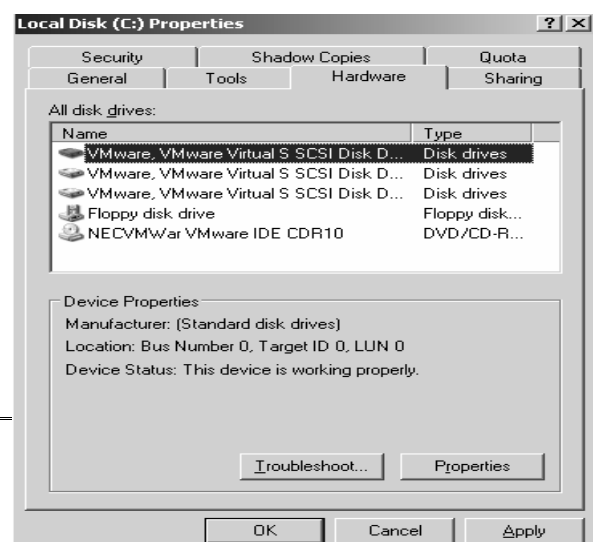 Local Disk (C:) Properties
Security Shadow Copies Quota
General Tools Hardware Sharing
All disk drives:
Name Type
VMware, VMware Virtual S SCSI Disk D... Disk drives
VMware, VMware Virtual S SCSI Disk D... Disk drives
VMware, VMware Virtual S SCSI Disk D... Disk drives
Floppy disk drive Floppy disk...
NECVMWar VMware IDE CDR10 DVD/CD-R...
Device Properties
Manufacturer: (Standard disk drives)
Location: Bus Number 0, Target ID 0, LUN 0
Device Status: This device is working properly.
Troubleshoot... Properties
OK Cancel Apply